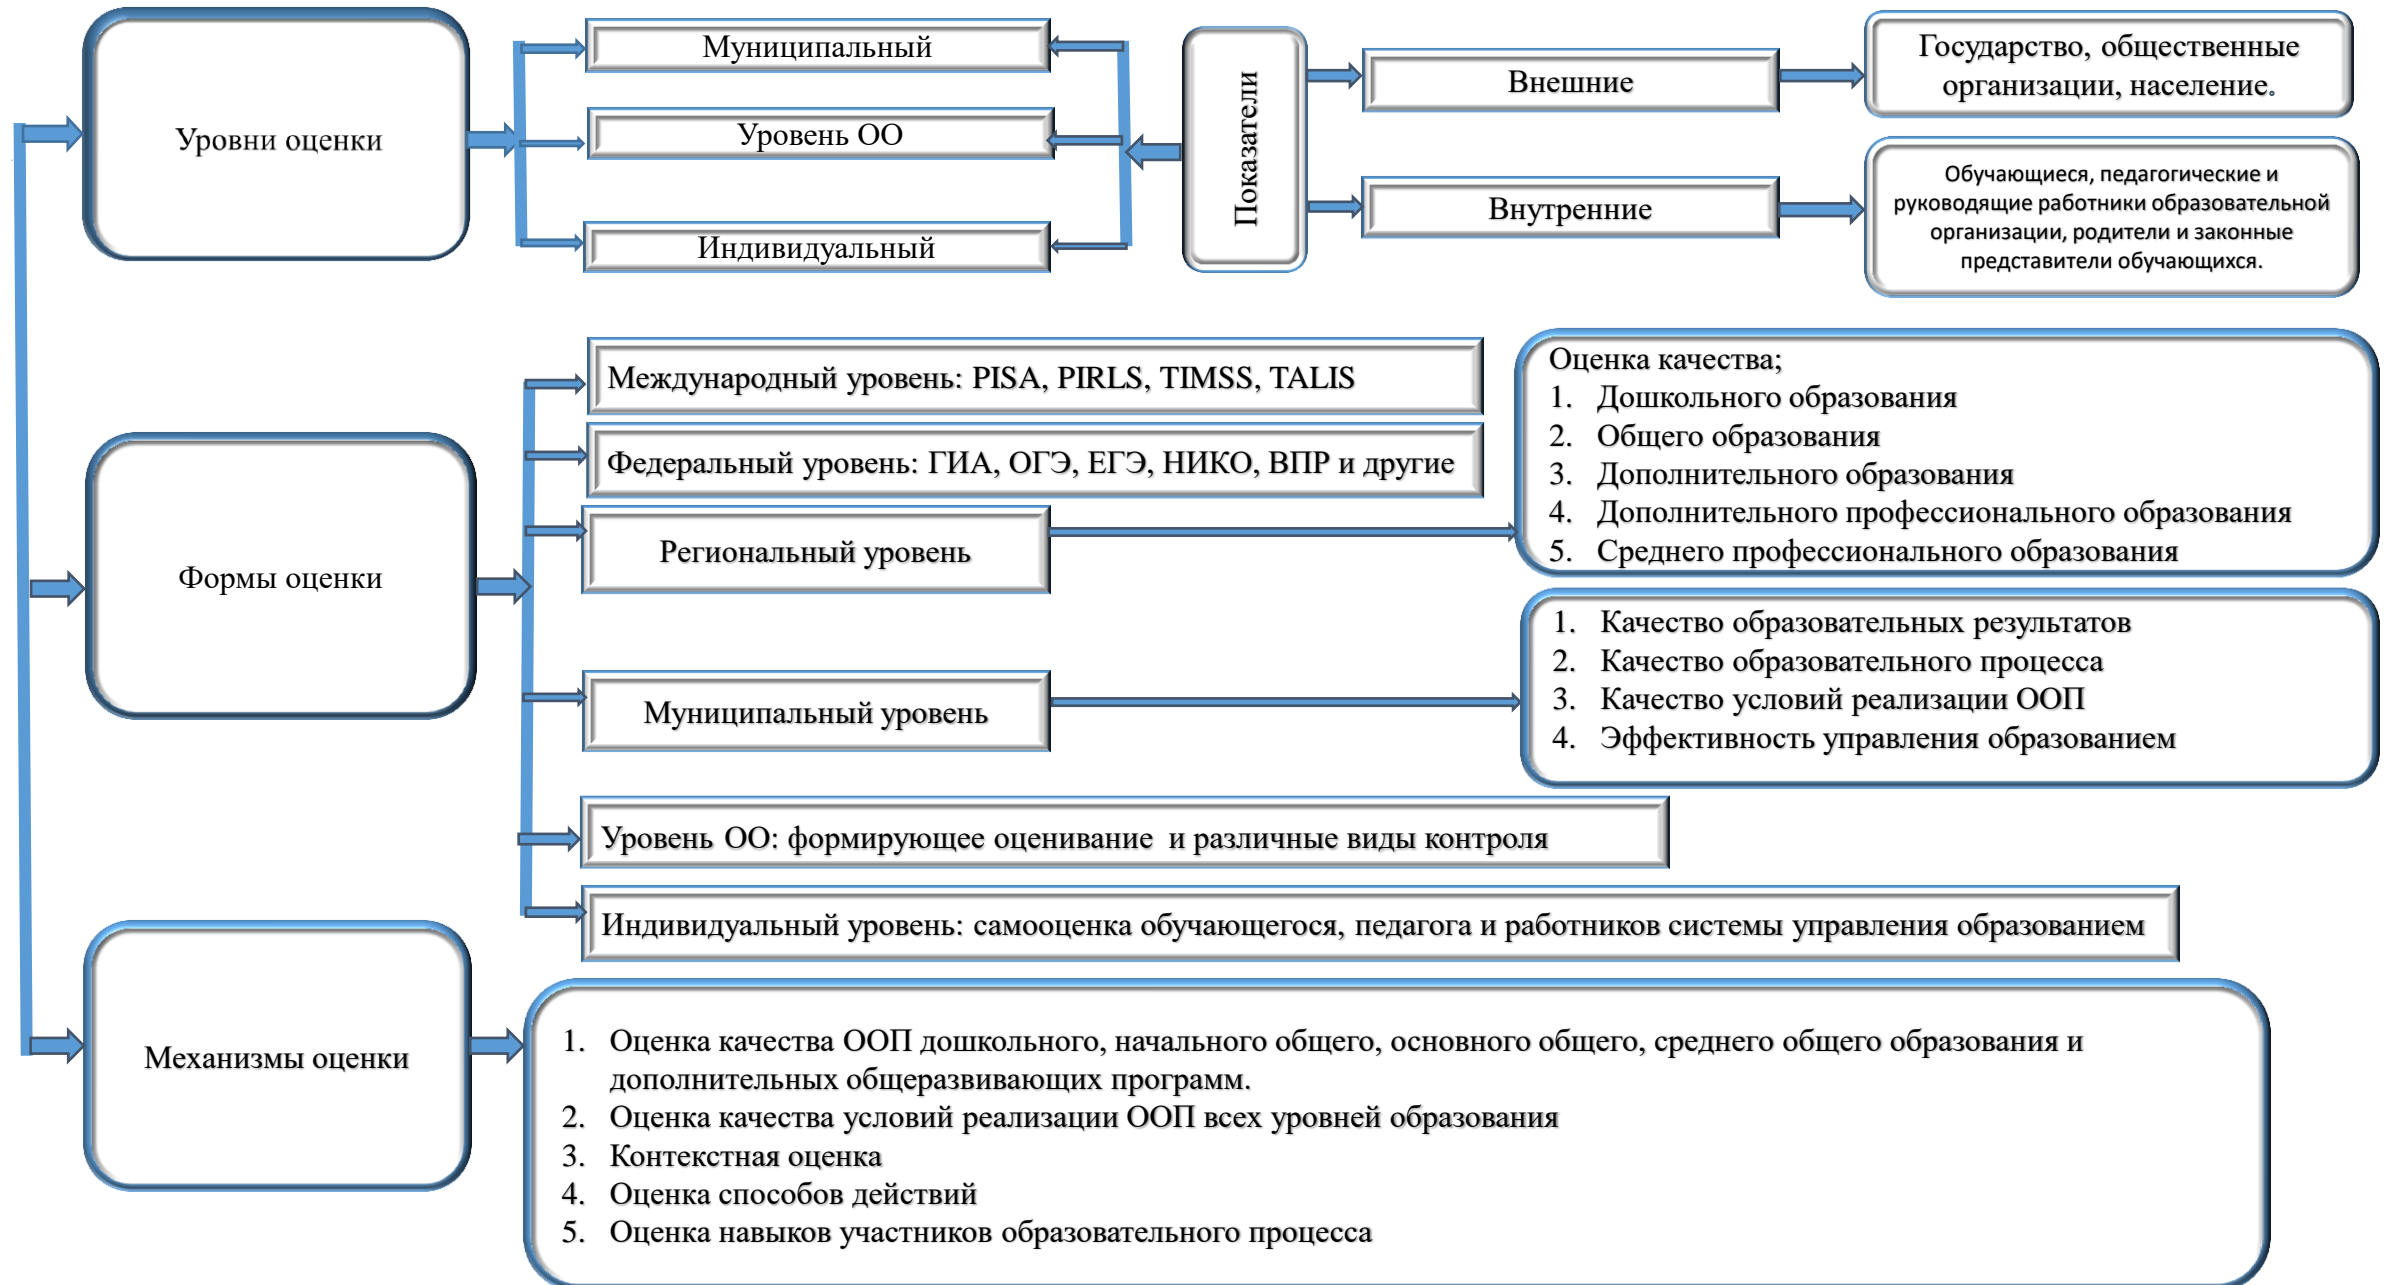 Уровни оценки
Муниципальный
Уровень ОО
Индивидуальный
Показатели
Внешние
Внутренние
Государство, общественные
организации, население.
Обучающиеся, педагогические и
руководящие работники образовательной
организации, родители и законные
представители обучающихся.
Формы оценки
Международный уровень: PISA, PIRLS, TIMSS, TALIS
Федеральный уровень: ГИА, ОГЭ, ЕГЭ, НИКО, ВПР и другие
Региональный уровень
Оценка качества;
1. Дошкольного образования
2. Общего образования
3. Дополнительного образования
4. Дополнительного профессионального образования
5. Среднего профессионального образования
Муниципальный уровень
1. Качество образовательных результатов
2. Качество образовательного процесса
3. Качество условий реализации ООП
4. Эффективность управления образованием
Уровень ОО: формирующее оценивание и различные виды контроля
Индивидуальный уровень: самооценка обучающегося, педагога и работников системы управления образованием
Механизмы оценки
1. Оценка качества ООП дошкольного, начального общего, основного общего, среднего общего образования и
дополнительных общеразвивающих программ.
2. Оценка качества условий реализации ООП всех уровней образования
3. Контекстная оценка
4. Оценка способов действий
5. Оценка навыков участников образовательного процесса